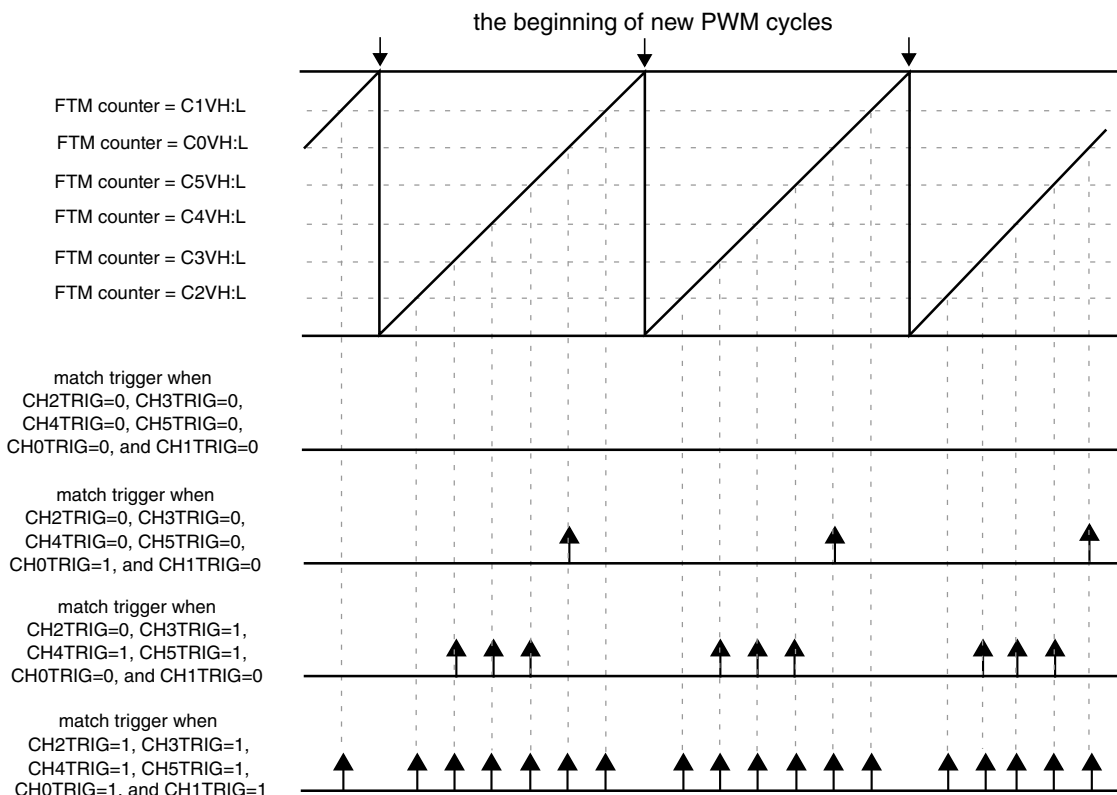 the beginning of new PWM cycles
FTM counter = C1VH:L
FTM counter = C0VH:L
FTM counter = C5VH:L
FTM counter = C4VH:L
FTM counter = C3VH:L
FTM counter = C2VH:L
match trigger when
CH2TRIG=0, CH3TRIG=0,
CH4TRIG=0, CH5TRIG=0,
CH0TRIG=0, and CH1TRIG=0
match trigger when
CH2TRIG=0, CH3TRIG=0,
CH4TRIG=0, CH5TRIG=0,
CH0TRIG=1, and CH1TRIG=0
match trigger when
CH2TRIG=0, CH3TRIG=1,
CH4TRIG=1, CH5TRIG=1,
CH0TRIG=0, and CH1TRIG=0
match trigger when
CH2TRIG=1, CH3TRIG=1,
CH4TRIG=1, CH5TRIG=1,
CH0TRIG=1, and CH1TRIG=1